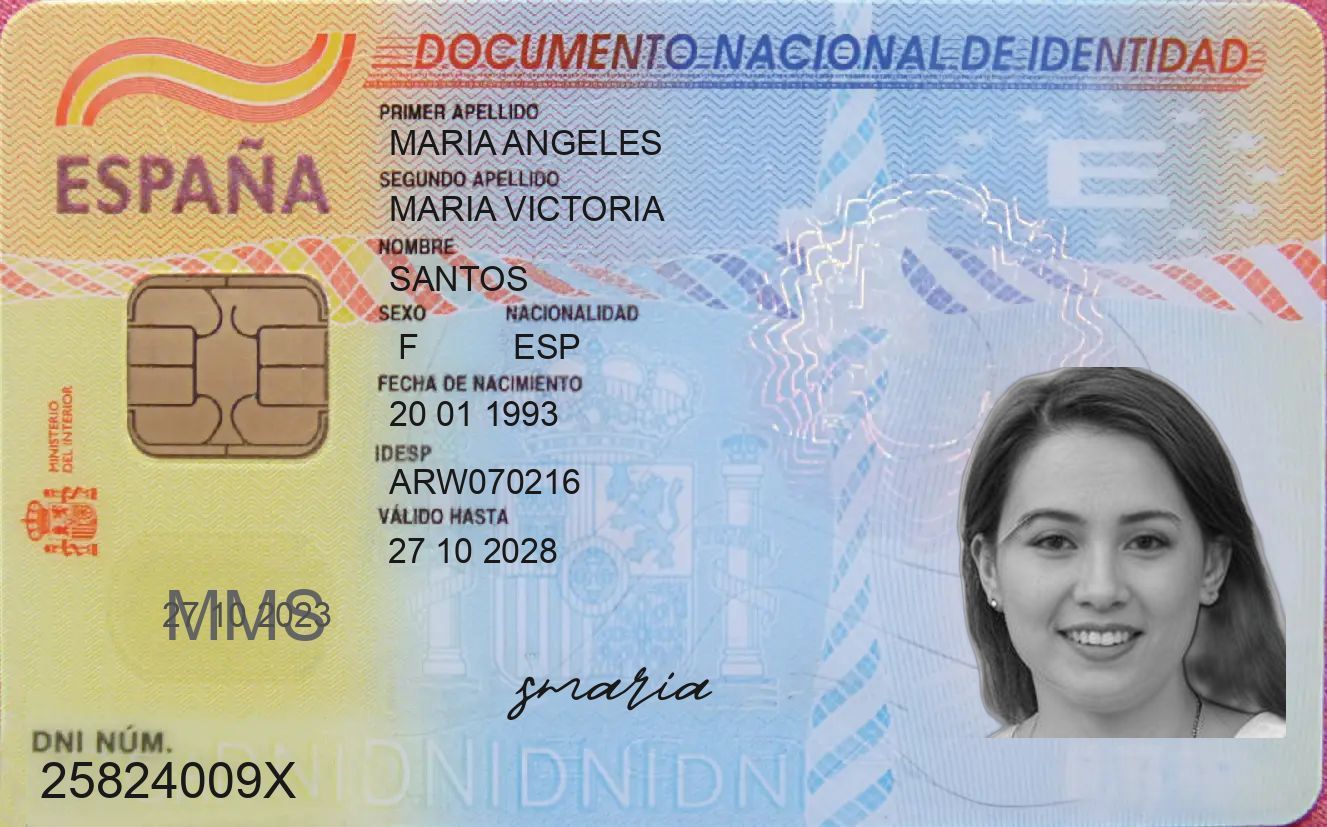 DOCUMENTO NACIONAL DE IDENTIDAD
ESPAÑA
PRIMER APELLIDO
MARIA ANGELES
SEGUNDO APELLIDO
MARIA VICTORIA
NOMBRE
SANTOS
SEXO NACIONALIDAD
F ESP
FECHA DE NACIMIENTO
20 01 1993
IDESP
ARW070216
VÁLIDO HASTA
27 10 2028
MINISTERIO
DEL INTERIOR
E
MMS
27 10 2023
smaria
DNI NÚM.
25824009X
DNIDNIDNIDNI